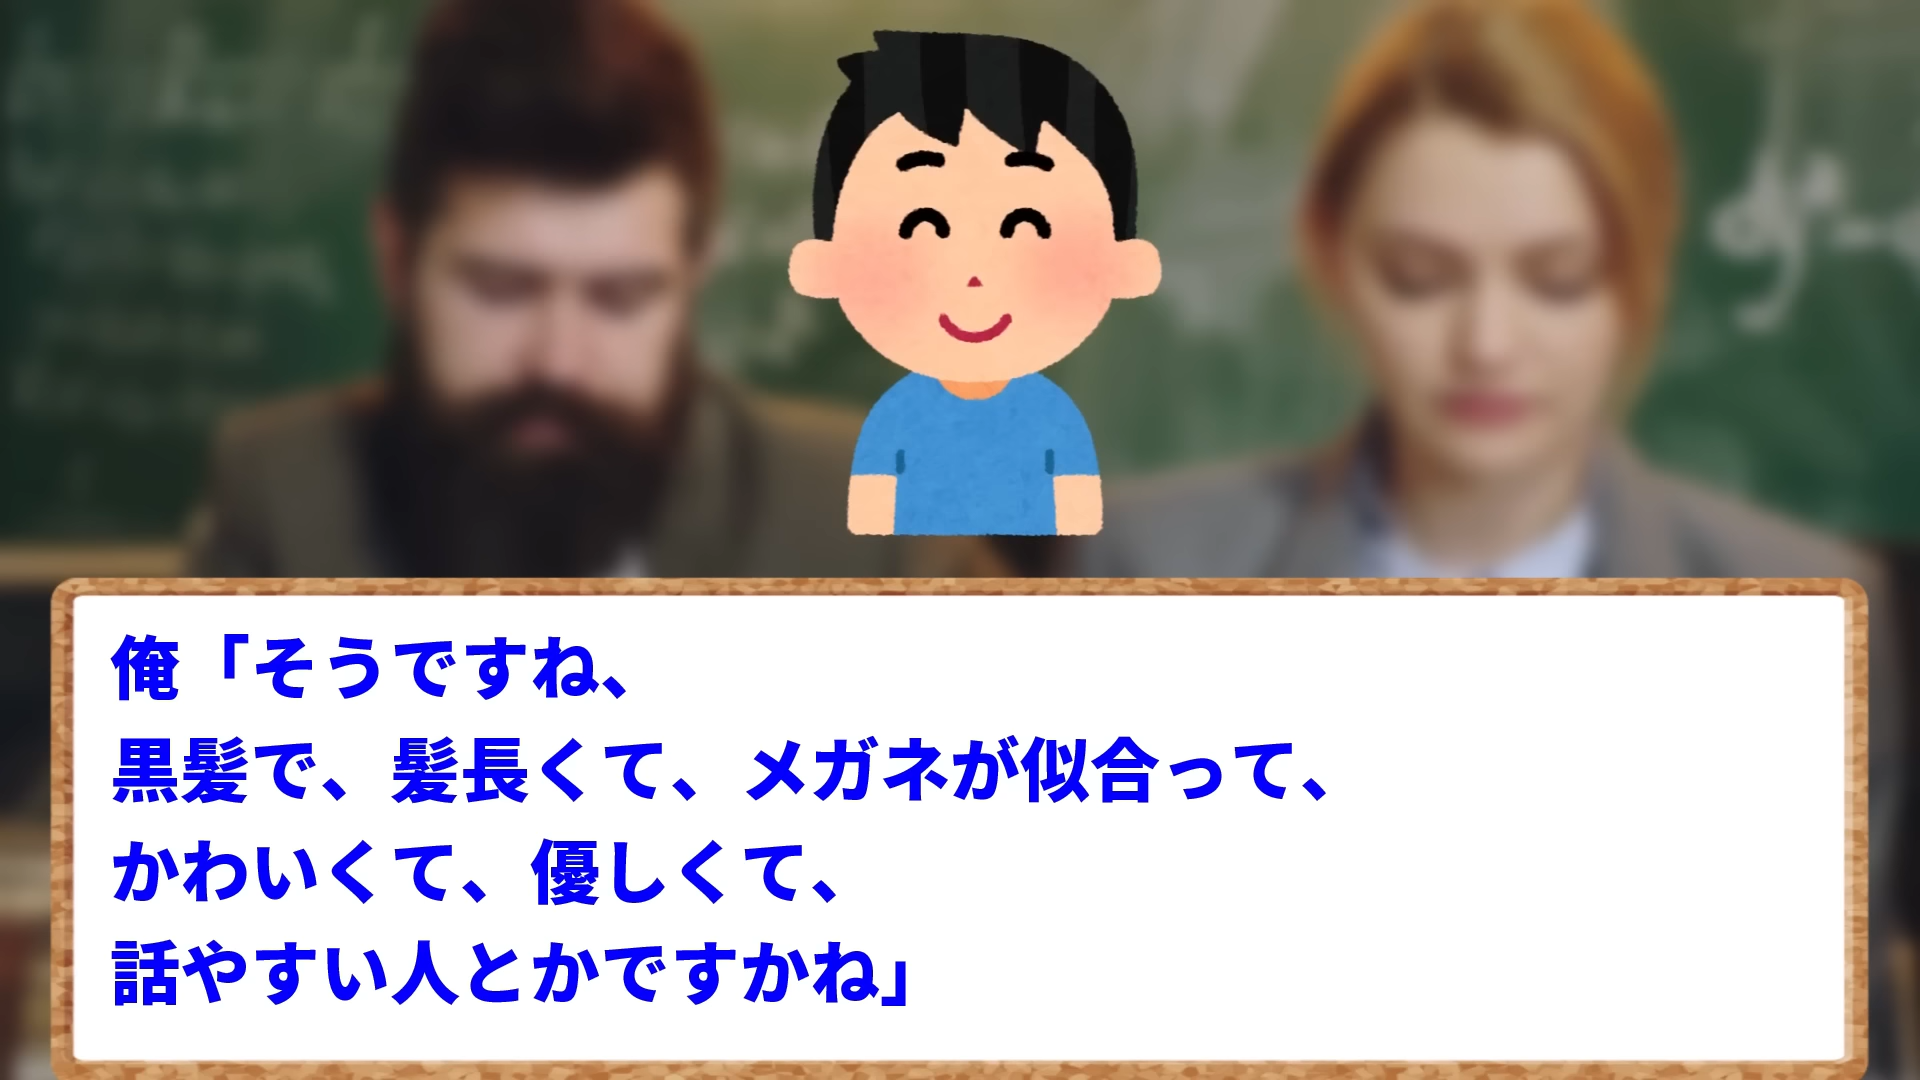 俺「そうですね、
黒髪で、髪長くて、メガネが似合って、
かわいくて、優しくて、
話やすい人とかですかね」